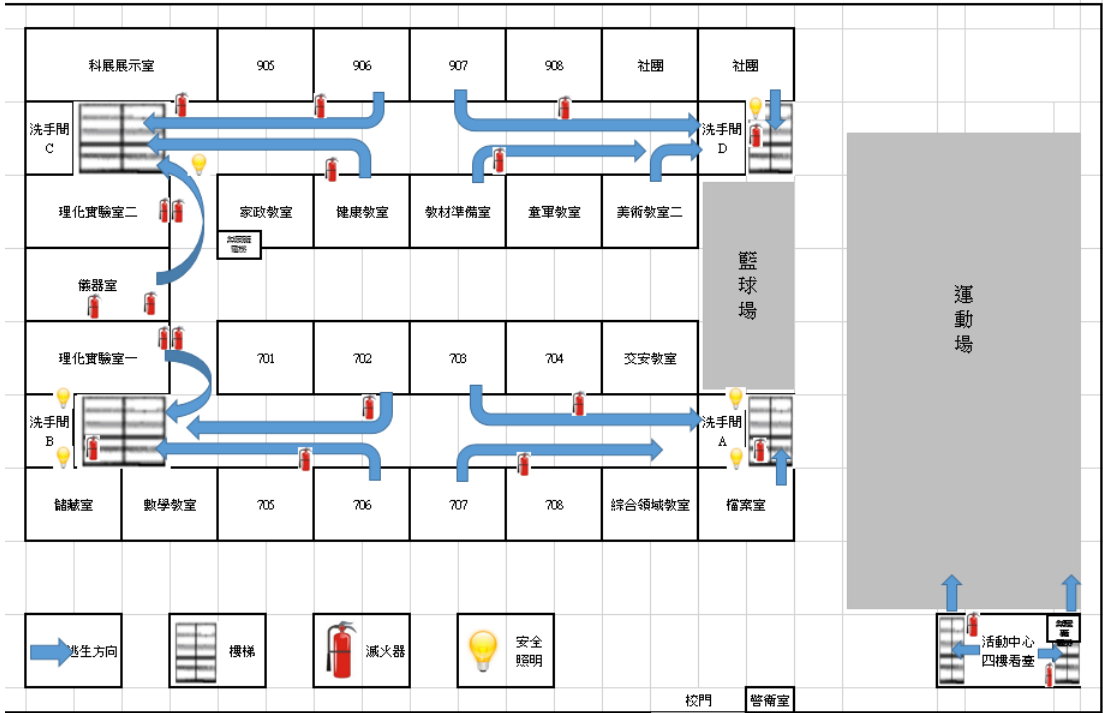 科展展示室
905
906
907
908
社團
社團
洗手間
C
洗手間
D
理化實驗室二
家政教室
健康教室
教材準備室
童軍教室
美術教室二
儀器室
籃球場
運動場
理化實驗室一
701
702
703
704
交安教室
洗手間
B
洗手間
A
儲藏室
數學教室
705
706
707
708
綜合領域教室
檔案室
逃生方向
樓梯
滅火器
安全
照明
活動中心
四樓看臺
校門
警衛室